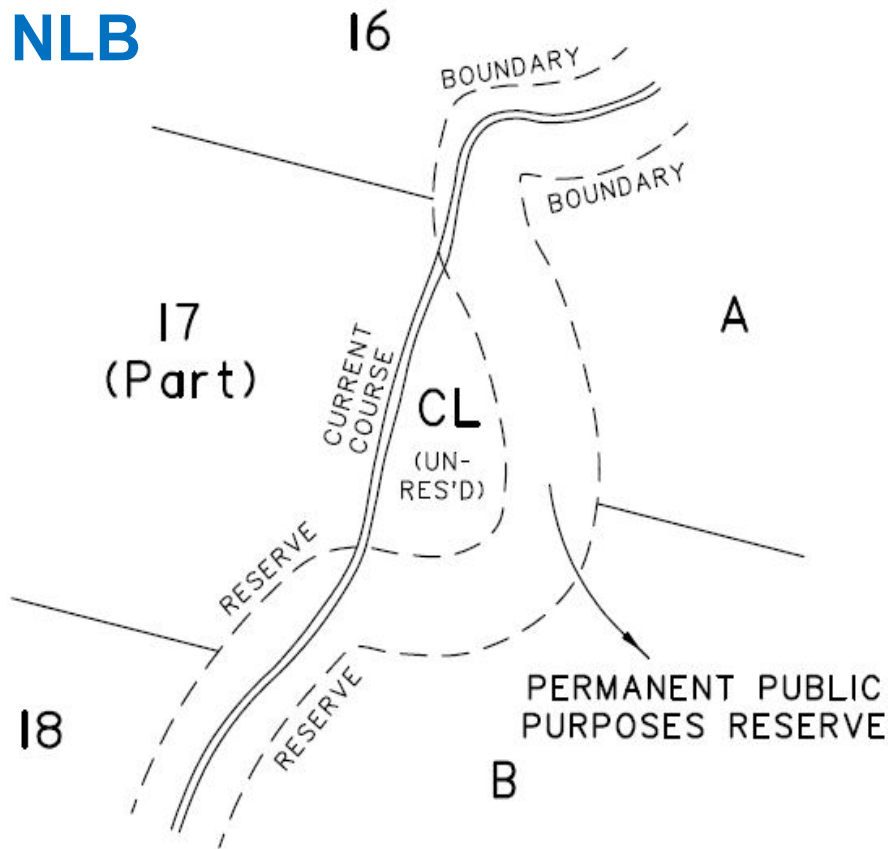 NLB
16
BOUNDARY
BOUNDARY
17
(Part)
A
CURRENT
COURSE
CL
(UN-
RES'D)
RESERVE
RESERVE
PERMANENT PUBLIC
PURPOSES RESERVE
18
B